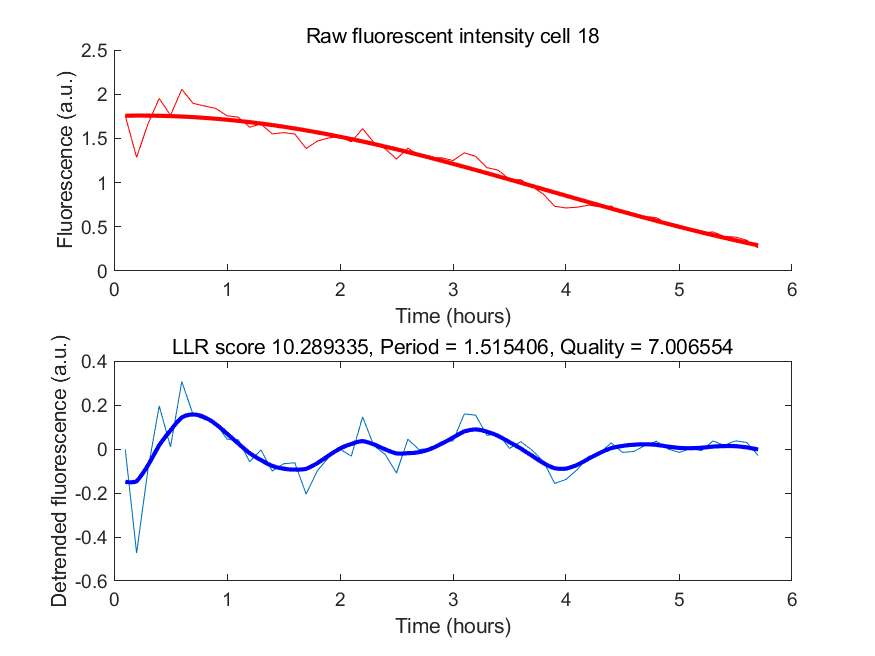 Raw fluorescent intensity cell 18
2.5
2
1.5
1
0.5
0
Fluorescence (a.u.)
0 1 2 3 4 5 6
Time (hours)
LLR score 10.289335, Period = 1.515406, Quality = 7.006554
0.4
0.2
0
-0.2
-0.4
-0.6
Detrended fluorescence (a.u.)
0 1 2 3 4 5 6
Time (hours)